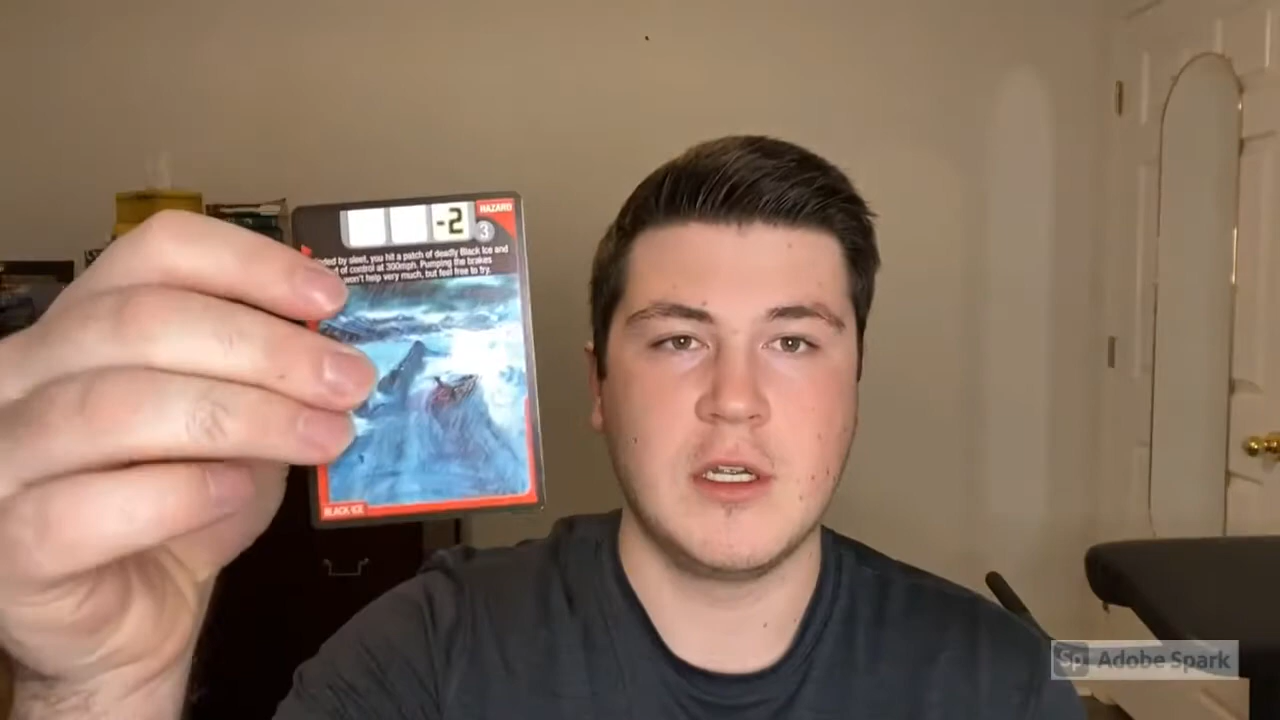 -2
HAZARD
3
ded by sleet, you hit a patch of deadly Black Ice and
of control at 300mph. Pumping the brakes
won't help very much, but feel free to try.
BLACK ICE
Sp Adobe Spark